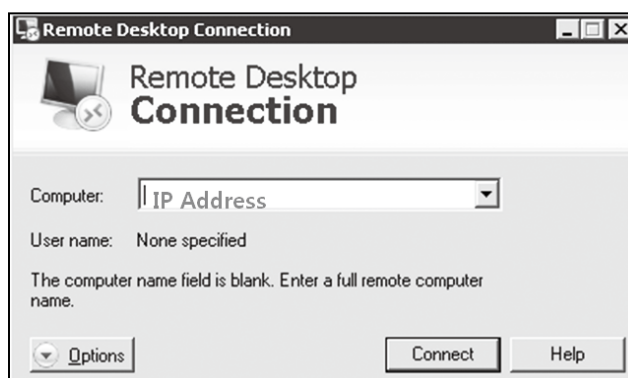 Remote Desktop Connection
Remote Desktop
Connection
Computer: IP Address
User name: None specified
The computer name field is blank. Enter a full remote computer
name.
Options Connect Help